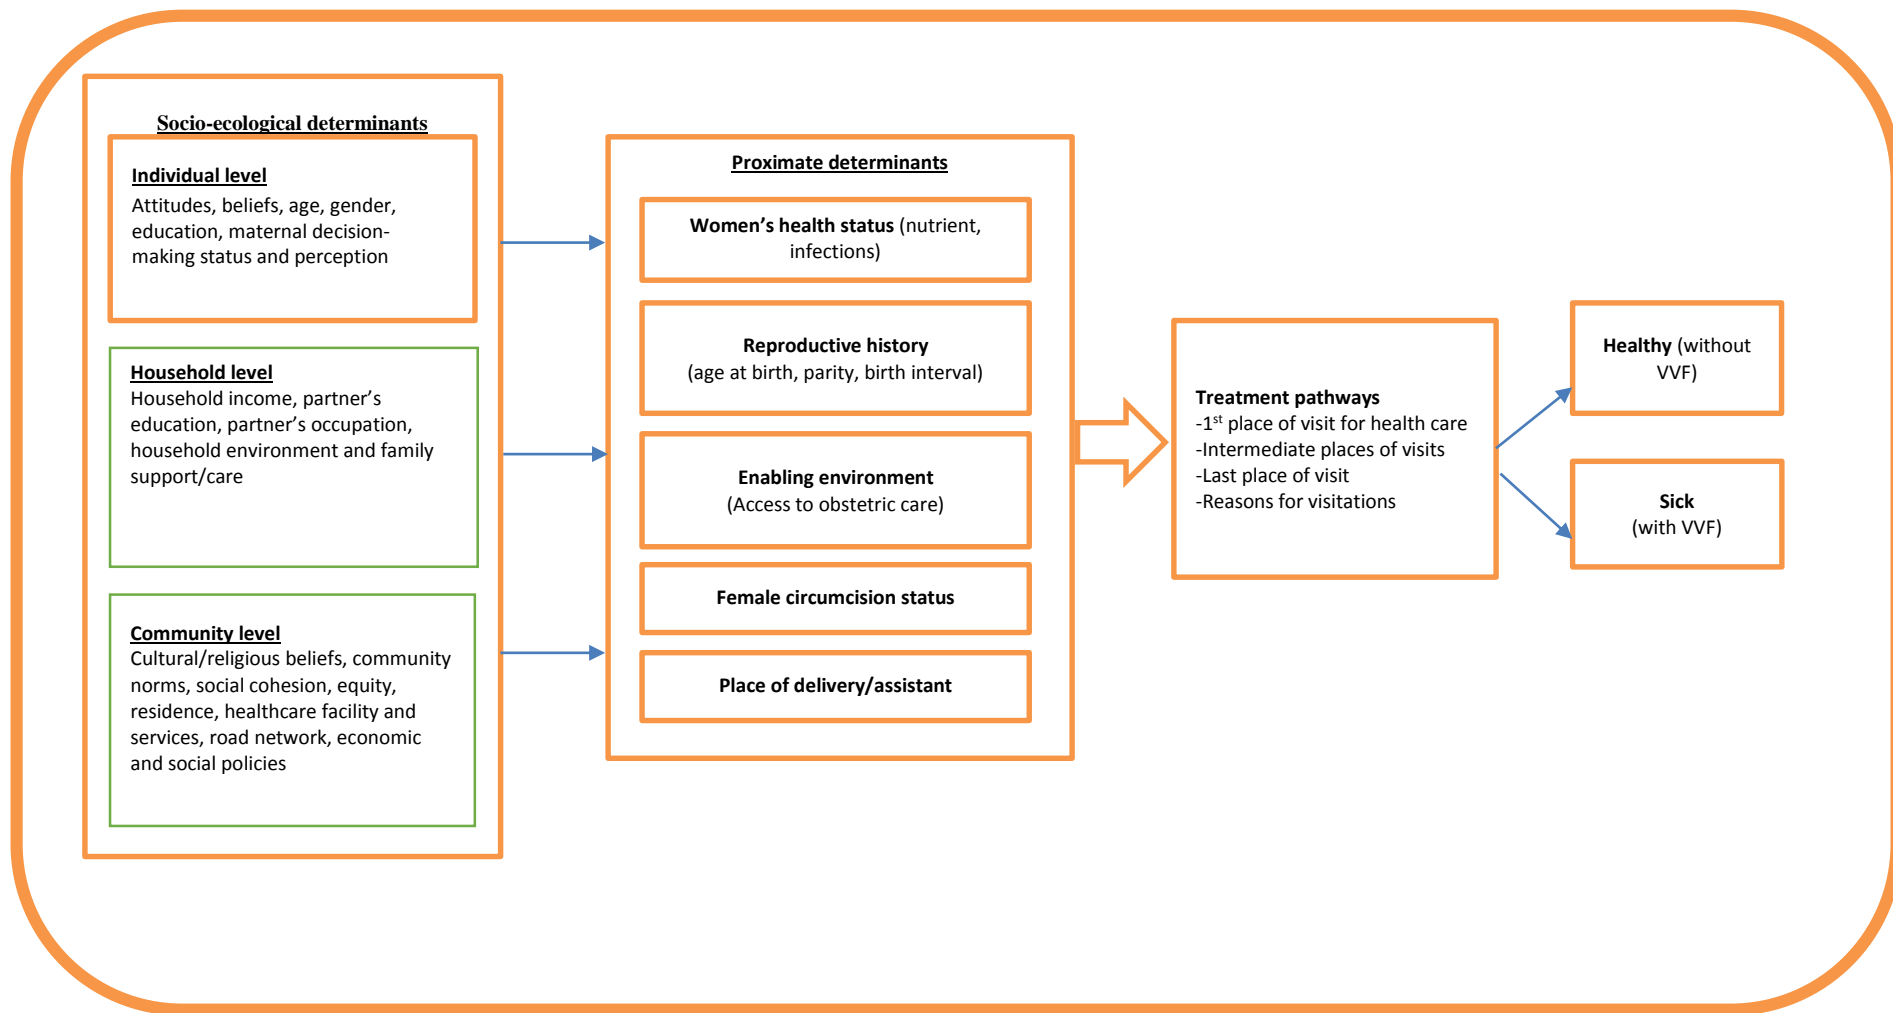 Socio-ecological determinants
Individual level
Attitudes, beliefs, age, gender,
education, maternal decision-
making status and perception
Household level
Household income, partner’s
education, partner’s occupation,
household environment and family
support/care
Community level
Cultural/religious beliefs, community
norms, social cohesion, equity,
residence, healthcare facility and
services, road network, economic
and social policies
Proximate determinants
Women’s health status (nutrient,
infections)
Reproductive history
(age at birth, parity, birth interval)
Enabling environment
(Access to obstetric care)
Female circumcision status
Place of delivery/assistant
Treatment pathways
-1st place of visit for health care
-Intermediate places of visits
-Last place of visit
-Reasons for visitations
Healthy (without
VVF)
Sick
(with VVF)